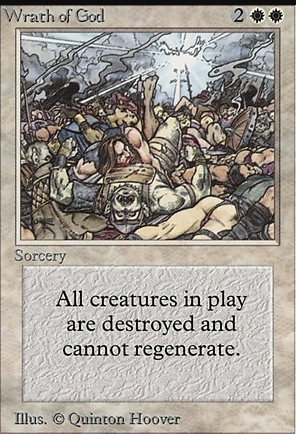 Wrath of God 2
Sorcery
All creatures in play
are destroyed and
cannot regenerate.
Illus. © Quinton Hoover